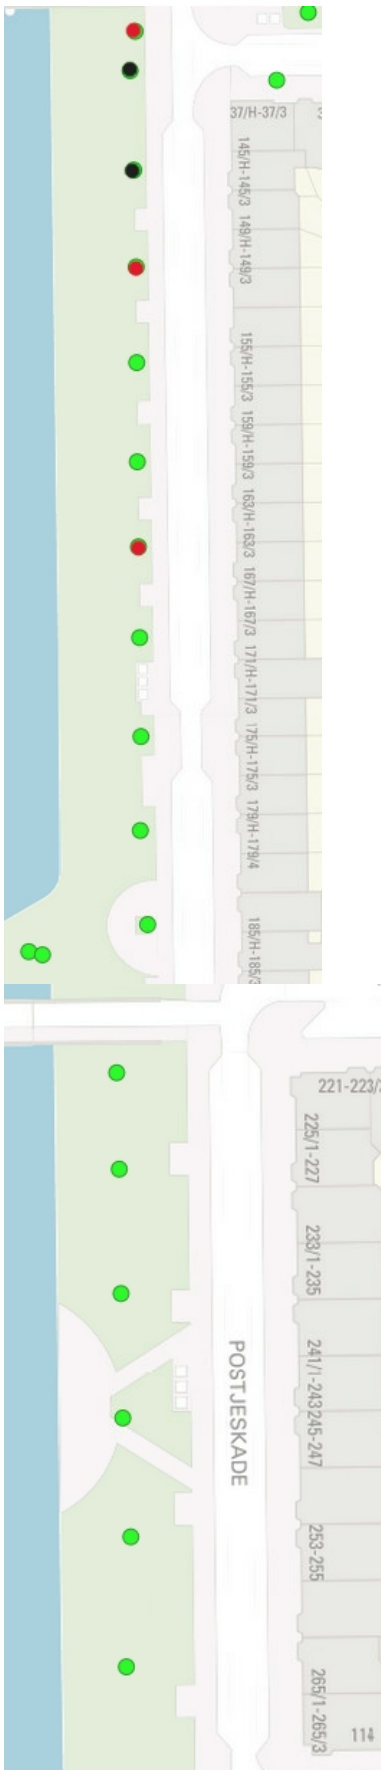 37/H-37/3
145/H-145/3
149/H-149/3
155/H-155/3
159/H-159/3
163/H-163/3
167/H-167/3
171/H-171/3
175/H-175/3
179/H-179/4
185/H-185/3
221-223/
225/1-227
233/1-235
POSTJESKADE
241/1-243
245-247
253-255
265/1-265/3